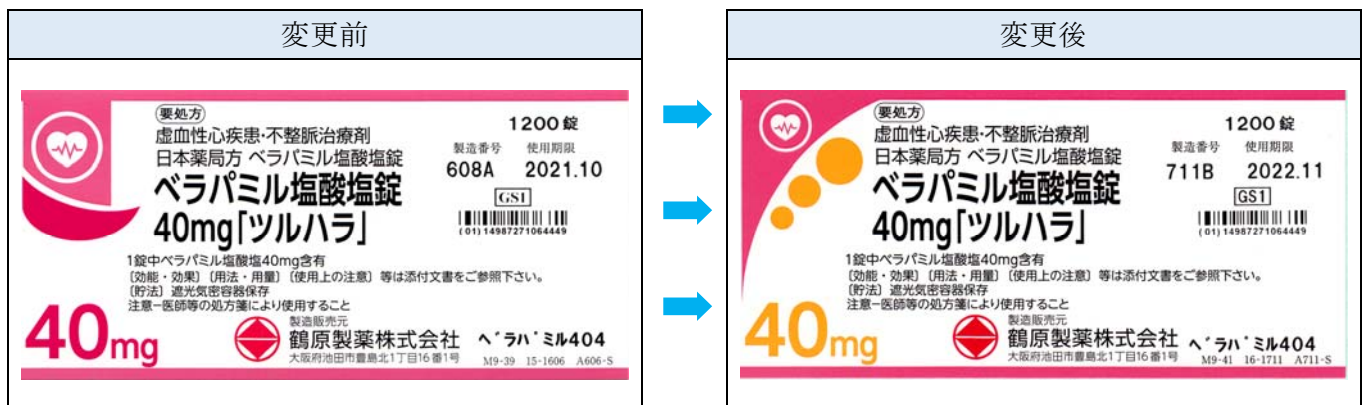 変更前
要処方
虚血性心疾患・不整脈治療剤
日本薬局方 ベラパミル塩酸塩錠
ベラパミル塩酸塩錠
40mg「ツルハラ」
1200錠
製造番号 使用期限
608A 2021.10
GS1
(01)14987271064449
1錠中ベラパミル塩酸塩40mg含有
〔効能・効果〕〔用法・用量〕〔使用上の注意〕等は添付文書をご参照下さい。
〔貯法〕遮光気密容器保存
注意−医師等の処方箋により使用すること
40mg
製造販売元
鶴原製薬株式会社
大阪府池田市豊島北1丁目16番1号
ベラパミル404
M9-39 15-1606 A606-S
変更後
要処方
虚血性心疾患・不整脈治療剤
日本薬局方 ベラパミル塩酸塩錠
ベラパミル塩酸塩錠
40mg「ツルハラ」
1200錠
製造番号 使用期限
711B 2022.11
GS1
(01)14987271064449
1錠中ベラパミル塩酸塩40mg含有
〔効能・効果〕〔用法・用量〕〔使用上の注意〕等は添付文書をご参照下さい。
〔貯法〕遮光気密容器保存
注意−医師等の処方箋により使用すること
40mg
製造販売元
鶴原製薬株式会社
大阪府池田市豊島北1丁目16番1号
ベラパミル404
M9-41 16-1711 A711-S